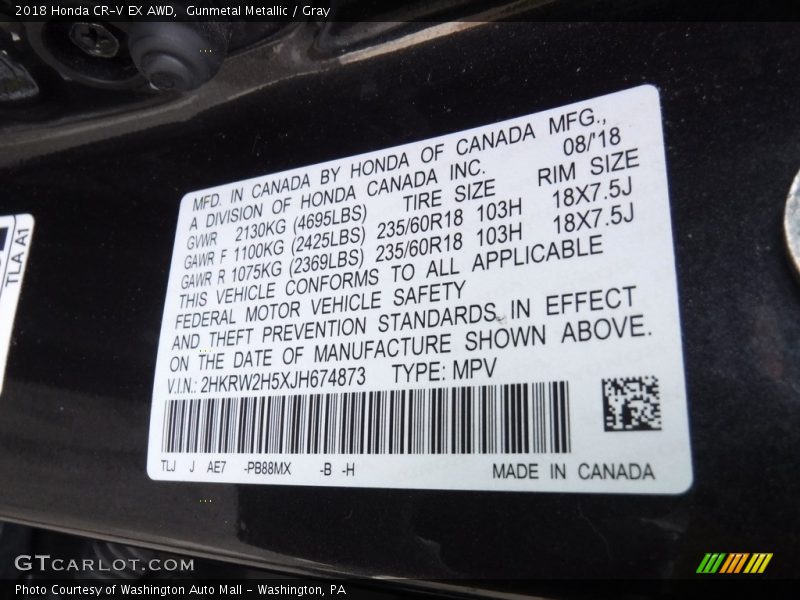 2018 Honda CR-V EX AWD,  Gunmetal Metallic / Gray
TLA A1
MFD. IN CANADA BY HONDA OF CANADA MFG.,
A DIVISION OF HONDA CANADA INC. 08/'18
GVWR 2130KG (4695LBS) TIRE SIZE RIM SIZE
GAWR F 1100KG (2425LBS) 235/60R18 103H 18X7.5J
GAWR R 1075KG (2369LBS) 235/60R18 103H 18X7.5J
THIS VEHICLE CONFORMS TO ALL APPLICABLE
FEDERAL MOTOR VEHICLE SAFETY
AND THEFT PREVENTION STANDARDS IN EFFECT
ON THE DATE OF MANUFACTURE SHOWN ABOVE.
V.I.N.: 2HKRW2H5XJH674873 TYPE: MPV
TLJ J AE7 -PB88MX -B -H MADE IN CANADA
GTCARLOT.COM
Photo Courtesy of Washington Auto Mall - Washington, PA